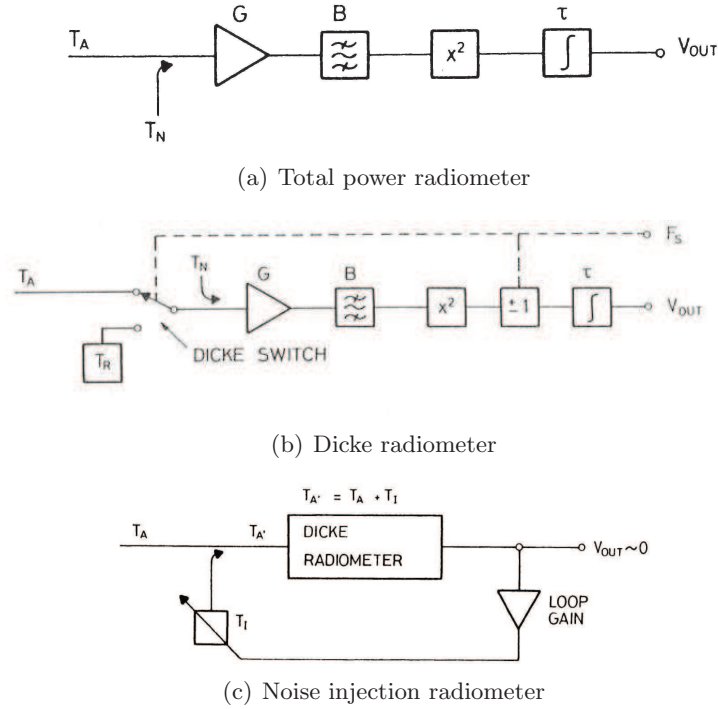 G B τ
T_A x² ∫ V_OUT
T_N
(a) Total power radiometer
F_S
T_A T_N G B τ
x² ±1 ∫ V_OUT
T_R DICKE SWITCH
(b) Dicke radiometer
T_A' = T_A + T_I
T_A T_A' DICKE RADIOMETER V_OUT~0
T_I LOOP GAIN
(c) Noise injection radiometer